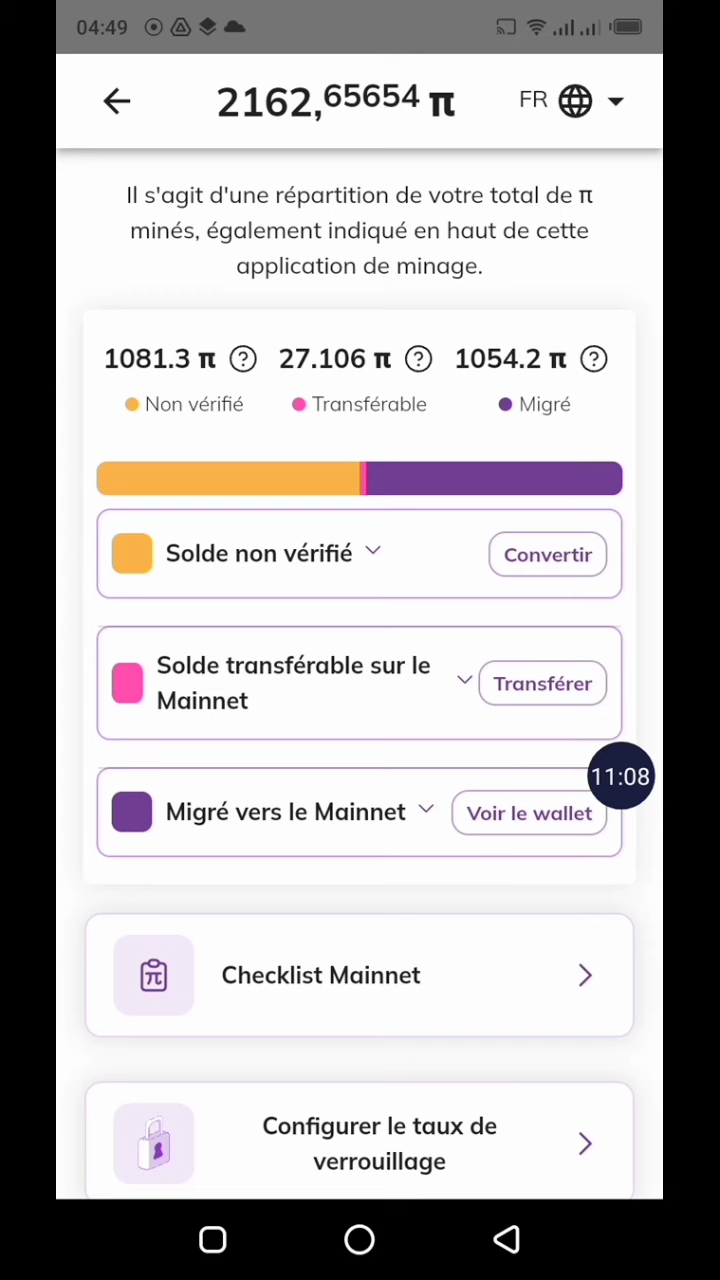 04:49
2162,65654 π
FR
Il s'agit d'une répartition de votre total de π
minés, également indiqué en haut de cette
application de minage.
1081.3 π ? 27.106 π ? 1054.2 π ?
Non vérifié Transférable Migré
Solde non vérifié
Convertir
Solde transférable sur le
Mainnet
Transférer
11:08
Migré vers le Mainnet
Voir le wallet
Checklist Mainnet
Configurer le taux de
verrouillage